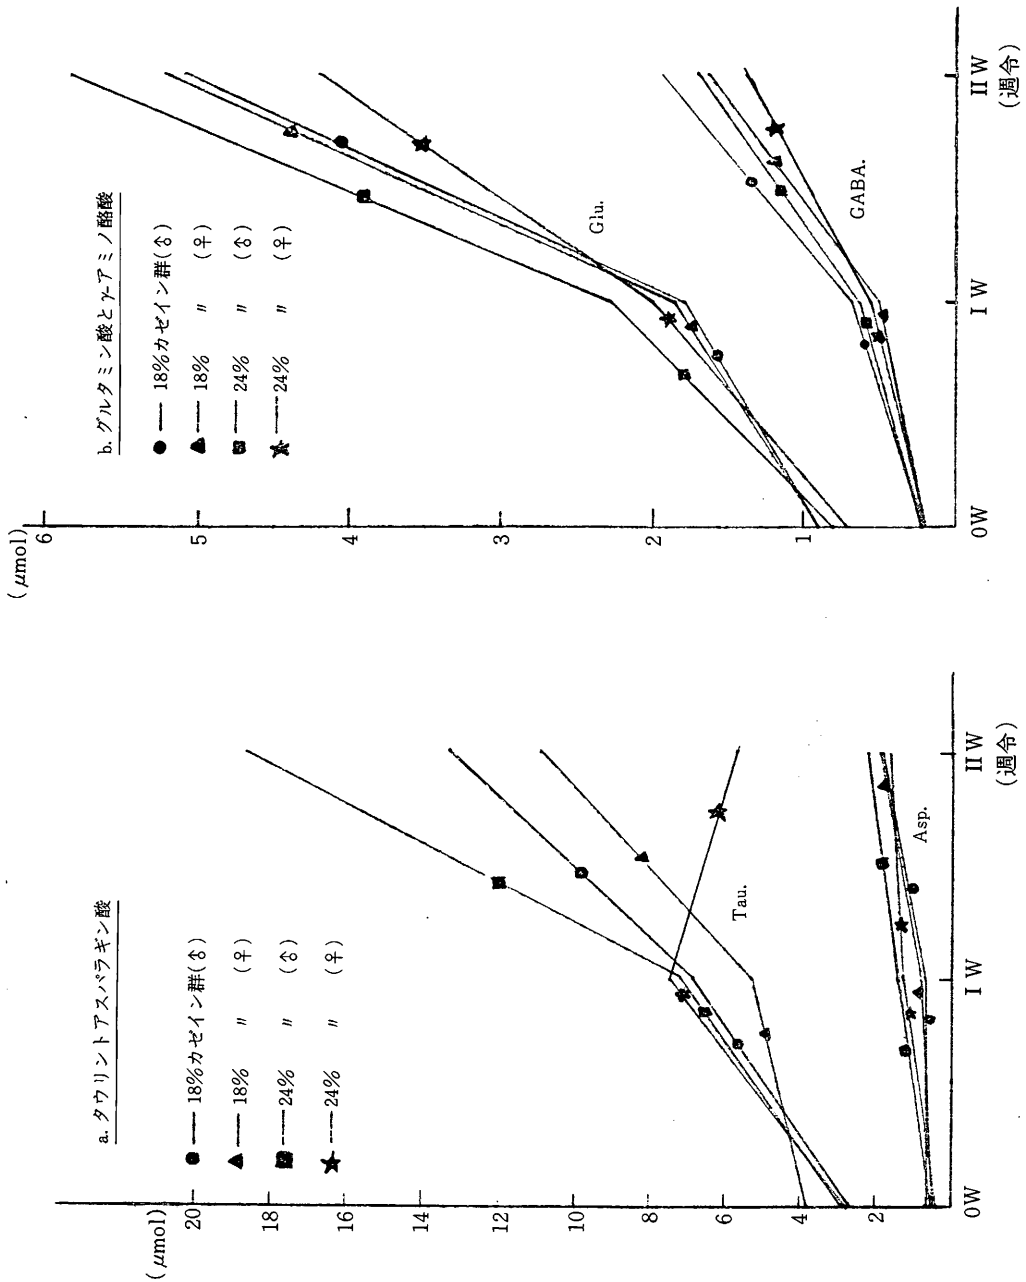 a. タウリントアスパラギン酸
(μmol)
18%カゼイン群(♂)
18% 〃 (♀)
24% 〃 (♂)
24% 〃 (♀)
20
18
16
14
12
10
8
6
4
2
Tau.
Asp.
0W
I W
II W
(週令)
b. グルタミン酸とγ-アミノ酪酸
(μmol)
18%カゼイン群(♂)
18% 〃 (♀)
24% 〃 (♂)
24% 〃 (♀)
6
5
4
3
2
1
Glu.
GABA.
0W
I W
II W
(週令)